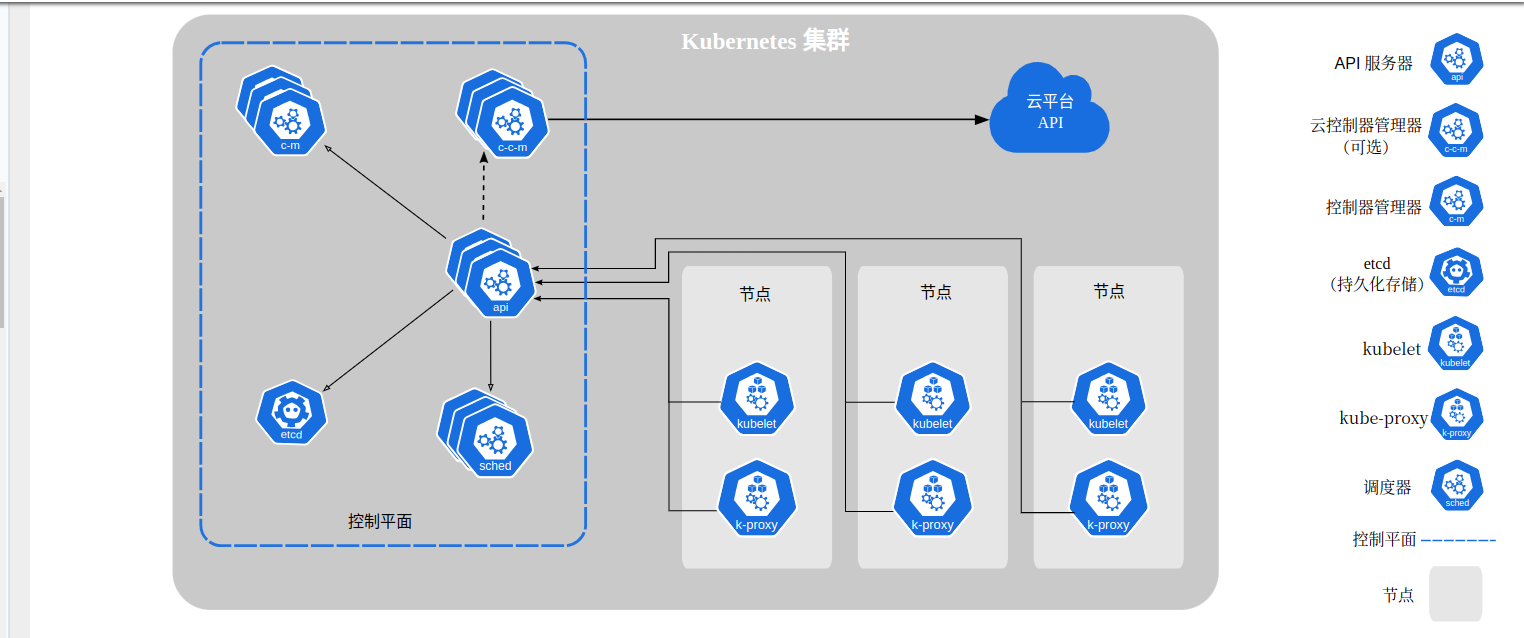 Kubernetes 集群
c-m
c-c-m
云平台
API
api
etcd
sched
控制平面
节点
节点
节点
kubelet
kubelet
kubelet
k-proxy
k-proxy
k-proxy
API 服务器
api
云控制器管理器
（可选）
c-c-m
控制器管理器
c-m
etcd
（持久化存储）
etcd
kubelet
kubelet
kube-proxy
k-proxy
调度器
sched
控制平面
节点